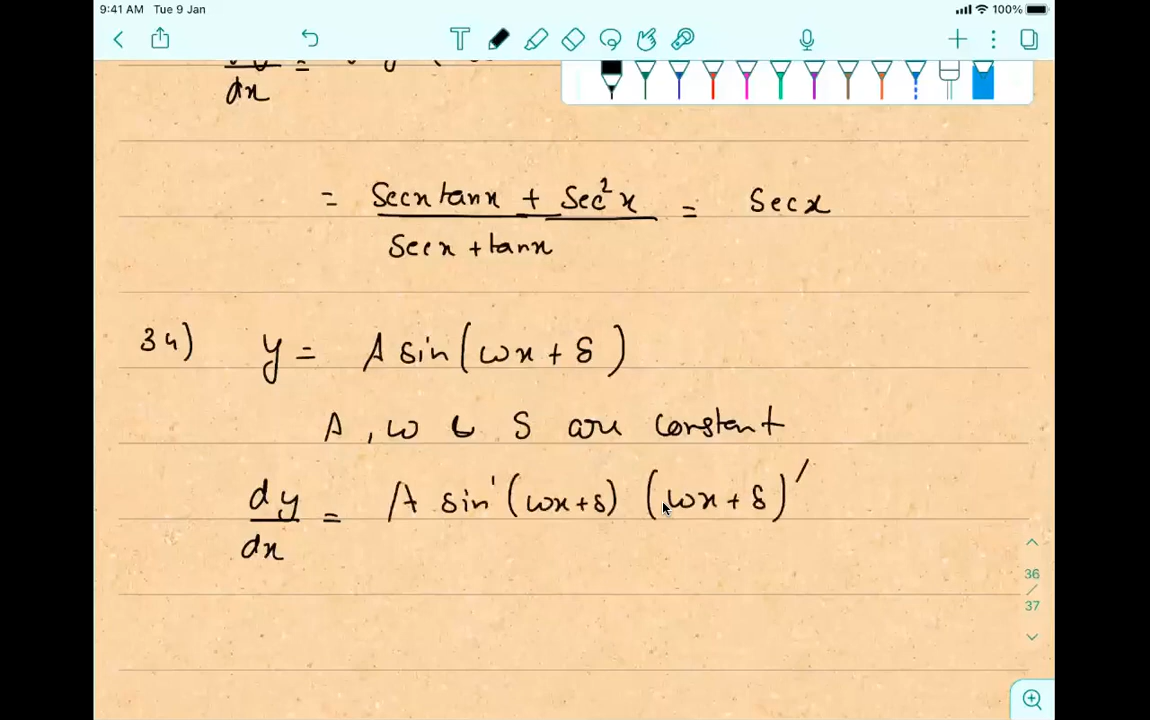 9:41 AM Tue 9 Jan 100%
T
dx
= Secx tanx + Sec²x = Secx
Secx + tanx
34) y = A sin(ωx + δ)
A, ω & δ are constant
dy = A sin'(ωx+δ) (ωx + δ)'
dx
36
/
37